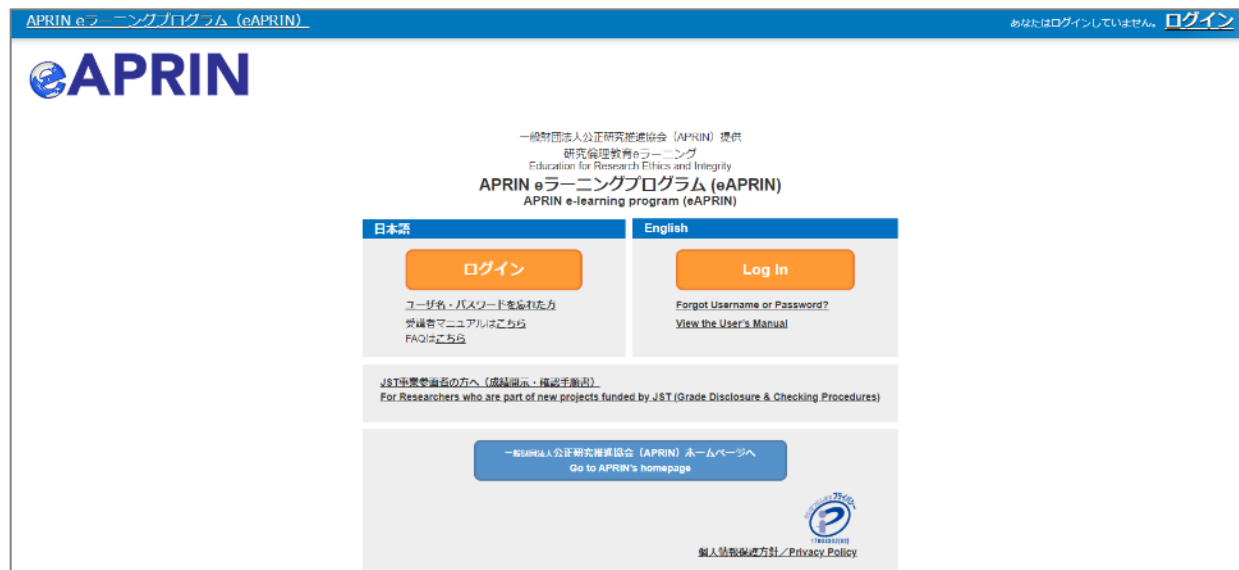 APRIN eラーニングプログラム（eAPRIN）
あなたはログインしていません。 ログイン
eAPRIN
一般財団法人公正研究推進協会（APRIN）提供
研究倫理教育eラーニング
Education for Research Ethics and Integrity
APRIN eラーニングプログラム (eAPRIN)
APRIN e-learning program (eAPRIN)
日本語
ログイン
ユーザ名・パスワードを忘れた方
受講者マニュアルはこちら
FAQはこちら
English
Log In
Forgot Username or Password?
View the User's Manual
JST事業参画者の方へ（成績開示・確認手順書）
For Researchers who are part of new projects funded by JST (Grade Disclosure & Checking Procedures)
一般財団法人公正研究推進協会（APRIN）ホームページへ
Go to APRIN's homepage
個人情報保護方針／Privacy Policy